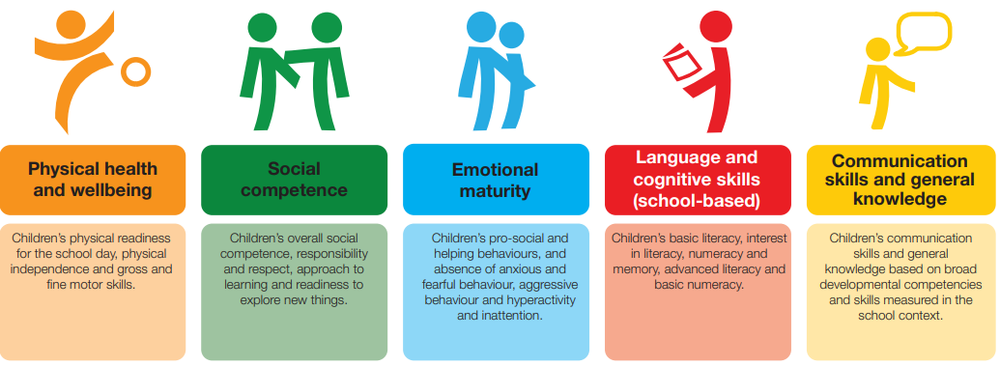 Physical health
and wellbeing
Children's physical readiness
for the school day, physical
independence and gross and
fine motor skills.
Social
competence
Children's overall social
competence, responsibility
and respect, approach to
learning and readiness to
explore new things.
Emotional
maturity
Children's pro-social and
helping behaviours, and
absence of anxious and
fearful behaviour, aggressive
behaviour and hyperactivity
and inattention.
Language and
cognitive skills
(school-based)
Children's basic literacy, interest
in literacy, numeracy and
memory, advanced literacy and
basic numeracy.
Communication
skills and general
knowledge
Children's communication
skills and general
knowledge based on broad
developmental competencies
and skills measured in the
school context.